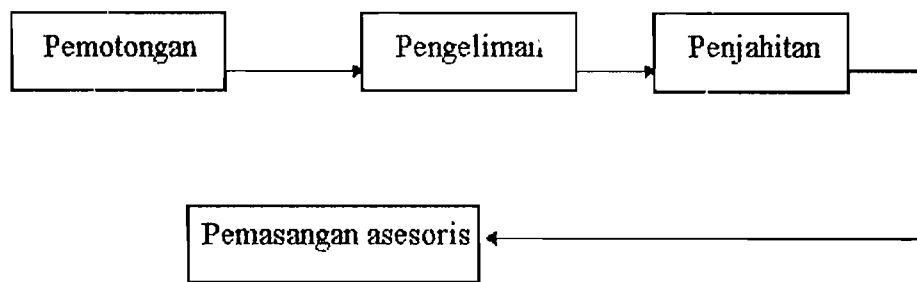 Pemotongan
Pengeliman
Penjahitan
Pemasangan asesoris